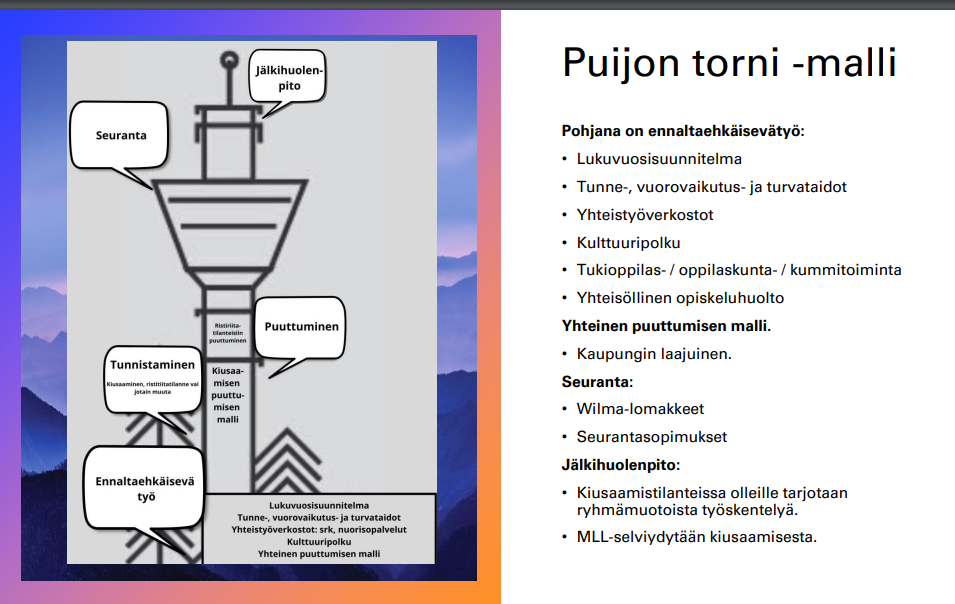 Jälkihuolen-
pito
Seuranta
Ristiriita-
tilanteisiin
puuttuminen
Puuttuminen
Tunnistaminen
Kiusaaminen, ristitiitatilanne vai
jotain muuta
Kiusaa-
misen
puuttu-
misen
malli
Ennaltaehkäisevä
työ
Lukuvuosisuunnitelma
Tunne-, vuorovaikutus- ja turvataidot
Yhteistyöverkostot: srk, nuorisopalvelut
Kulttuuripolku
Yhteinen puuttumisen malli
Puijon torni -malli
Pohjana on ennaltaehkäisevätyö:
• Lukuvuosisuunnitelma
• Tunne-, vuorovaikutus- ja turvataidot
• Yhteistyöverkostot
• Kulttuuripolku
• Tukioppilas- / oppilaskunta- / kummitoiminta
• Yhteisöllinen opiskeluhuolto
Yhteinen puuttumisen malli.
• Kaupungin laajuinen.
Seuranta:
• Wilma-lomakkeet
• Seurantasopimukset
Jälkihuolenpito:
• Kiusaamistilanteissa olleille tarjotaan
ryhmämuotoista työskentelyä.
• MLL-selviydytään kiusaamisesta.